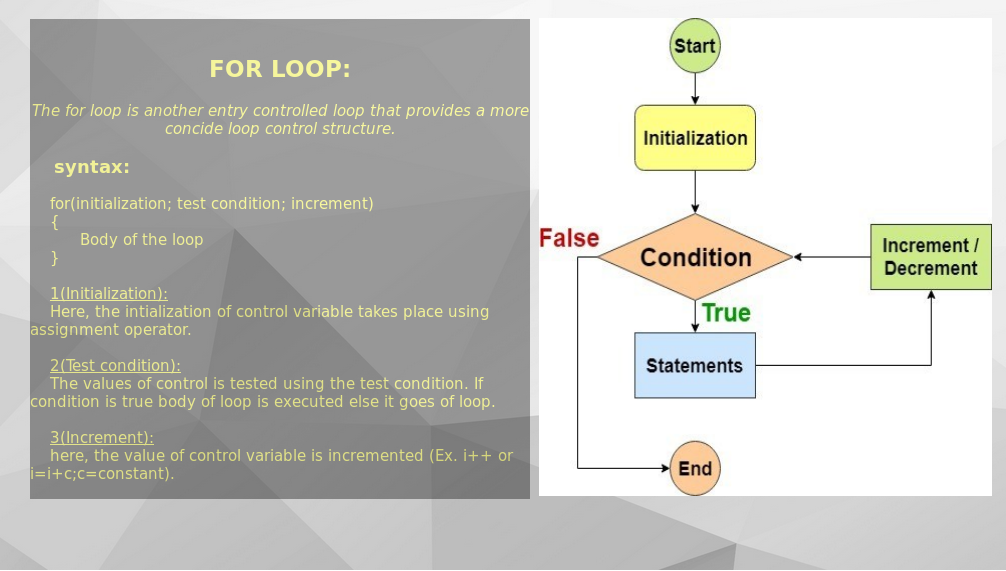 FOR LOOP:
The for loop is another entry controlled loop that provides a more
concide loop control structure.
syntax:
for(initialization; test condition; increment)
{
Body of the loop
}
1(Initialization):
Here, the intialization of control variable takes place using
assignment operator.
2(Test condition):
The values of control is tested using the test condition. If
condition is true body of loop is executed else it goes of loop.
3(Increment):
here, the value of control variable is incremented (Ex. i++ or
i=i+c;c=constant).
Start
Initialization
False
Condition
Increment /
Decrement
True
Statements
End